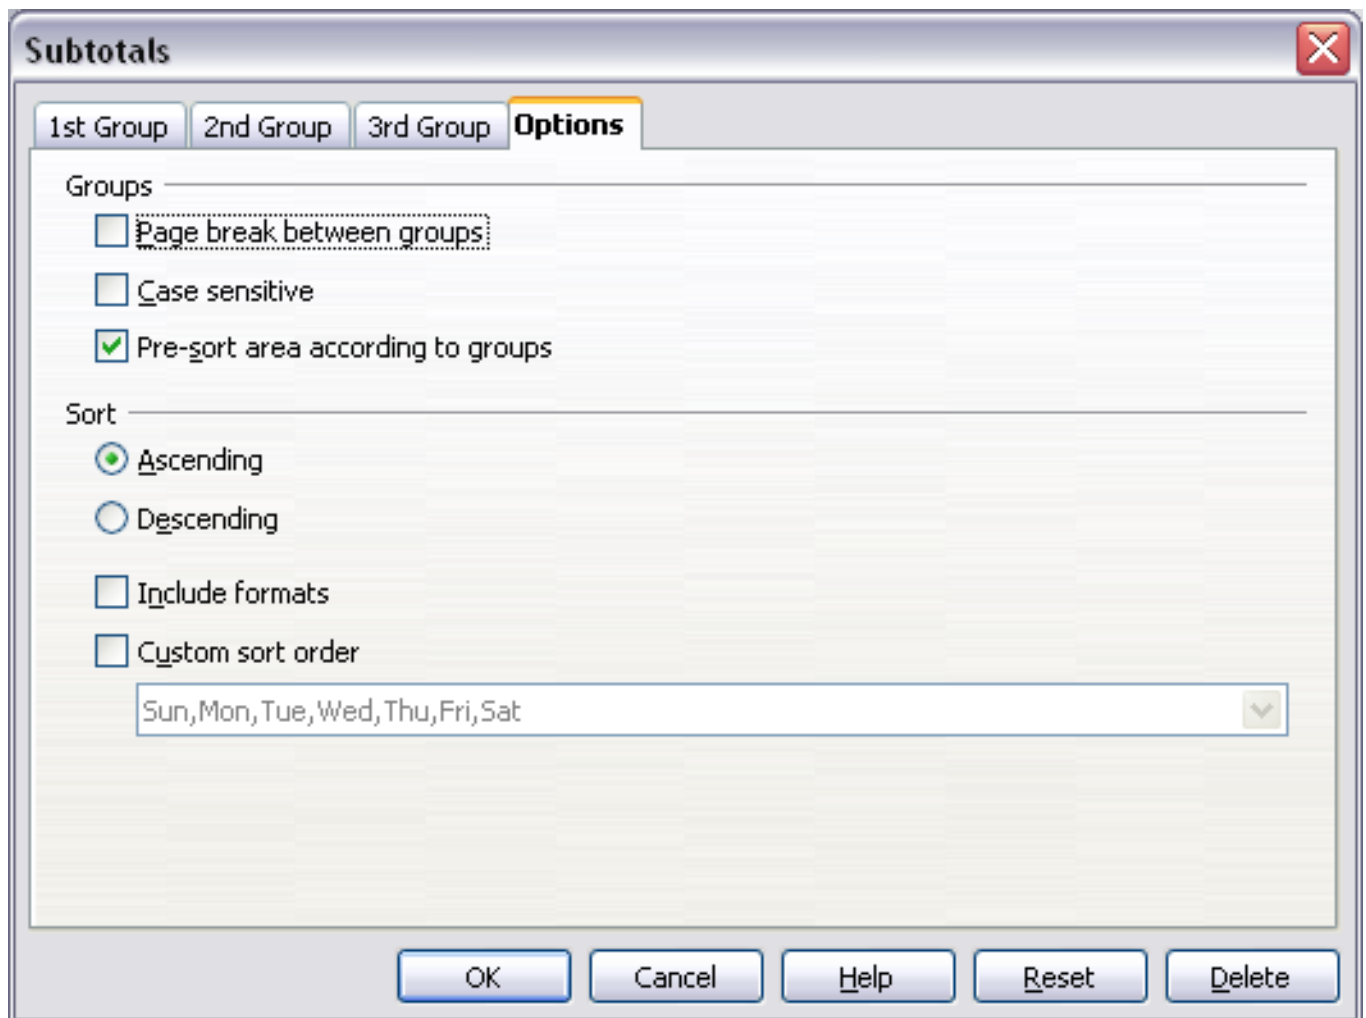 Subtotals
1st Group 2nd Group 3rd Group Options
Groups
Page break between groups
Case sensitive
Pre-sort area according to groups
Sort
Ascending
Descending
Include formats
Custom sort order
Sun,Mon,Tue,Wed,Thu,Fri,Sat
OK Cancel Help Reset Delete